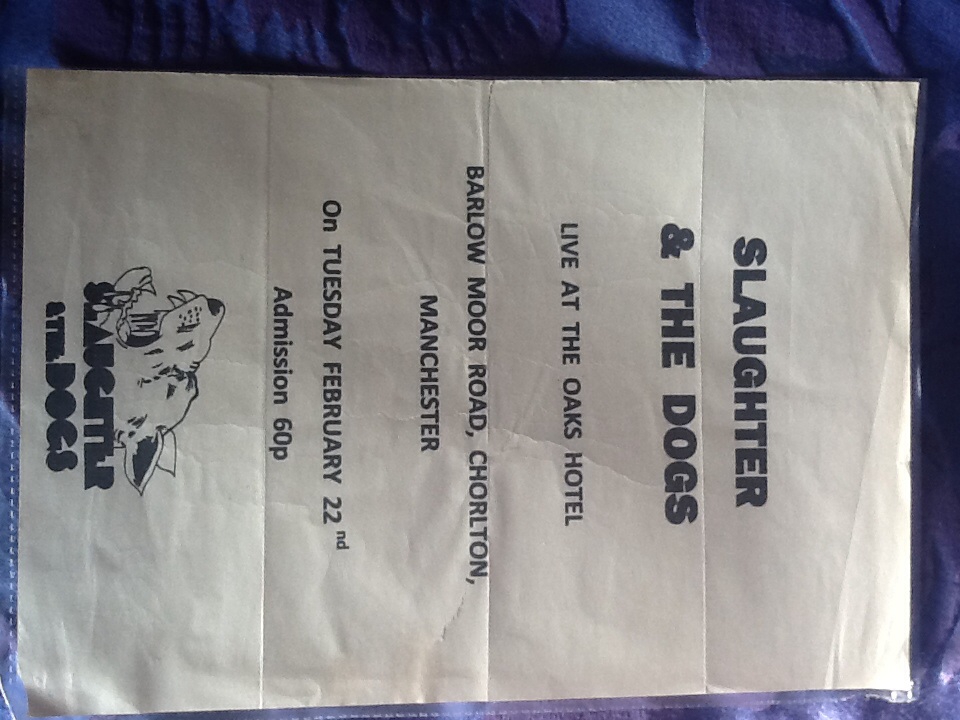 SLAUGHTER
& THE DOGS
LIVE AT THE OAKS HOTEL
BARLOW MOOR ROAD, CHORLTON,
MANCHESTER
On TUESDAY FEBRUARY 22nd
Admission 60p
SLAUGHTER
& THE DOGS